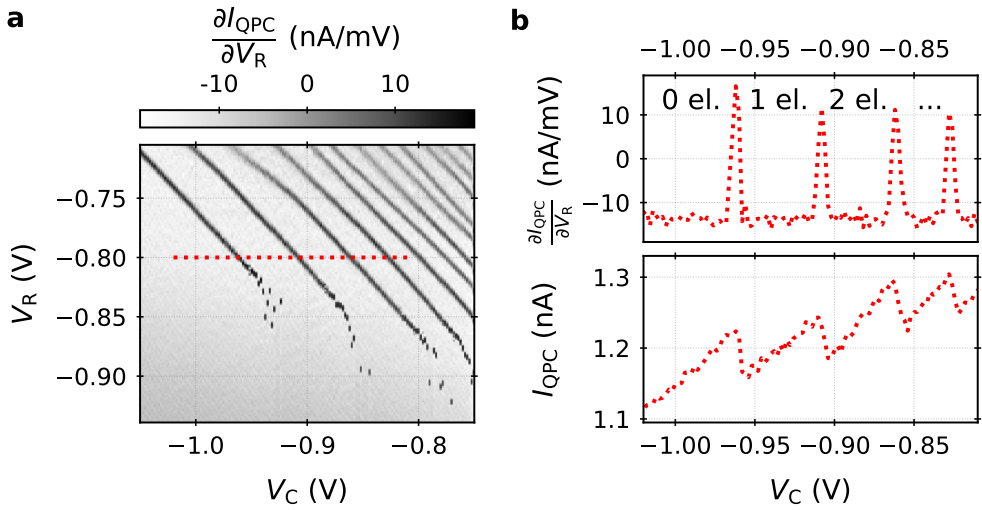 a
∂I_QPC/∂V_R (nA/mV)
−10 0 10
−0.75
−0.80
−0.85
−0.90
V_R (V)
−1.0 −0.9 −0.8
V_C (V)
b
−1.00 −0.95 −0.90 −0.85
0 el. 1 el. 2 el. ...
10
0
−10
∂I_QPC/∂V_R (nA/mV)
1.3
1.2
1.1
I_QPC (nA)
−1.00 −0.95 −0.90 −0.85
V_C (V)